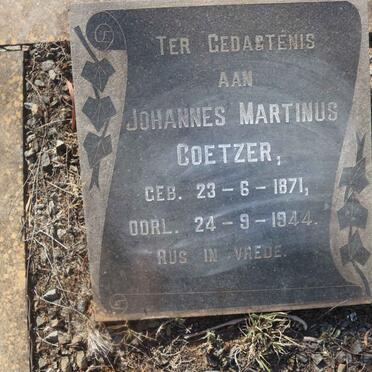 TER GEDAGTENIS
AAN
JOHANNES MARTINUS
COETZER,
GEB. 23-6-1871,
OORL. 24-9-1944.
RUS IN VREDE.